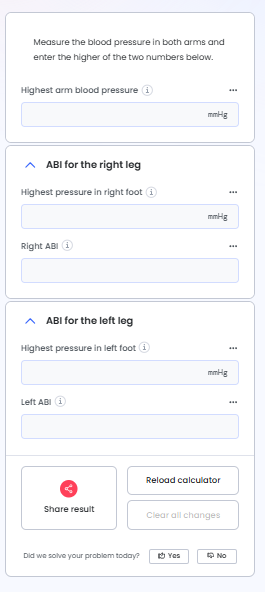 Measure the blood pressure in both arms and
enter the higher of the two numbers below.
Highest arm blood pressure
mmHg
ABI for the right leg
Highest pressure in right foot
mmHg
Right ABI
ABI for the left leg
Highest pressure in left foot
mmHg
Left ABI
Share result
Reload calculator
Clear all changes
Did we solve your problem today? Yes No